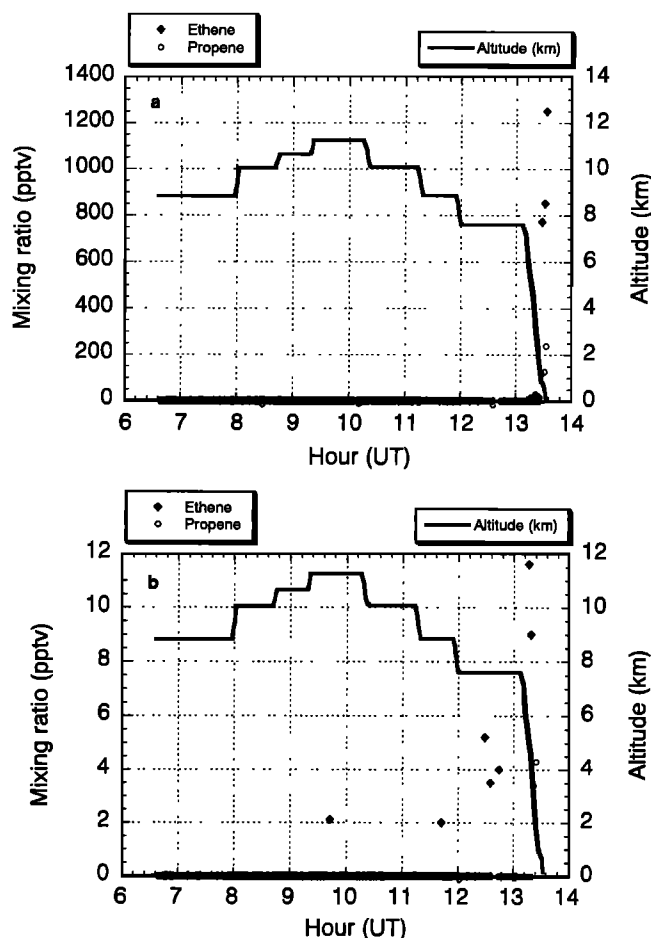 Ethene
Propene
Altitude (km)
a
1400
1200
1000
800
600
400
200
0
Mixing ratio (pptv)
14
12
10
8
6
4
2
0
Altitude (km)
6 7 8 9 10 11 12 13 14
Hour (UT)
Ethene
Propene
Altitude (km)
b
12
10
8
6
4
2
0
Mixing ratio (pptv)
12
10
8
6
4
2
0
Altitude (km)
6 7 8 9 10 11 12 13 14
Hour (UT)